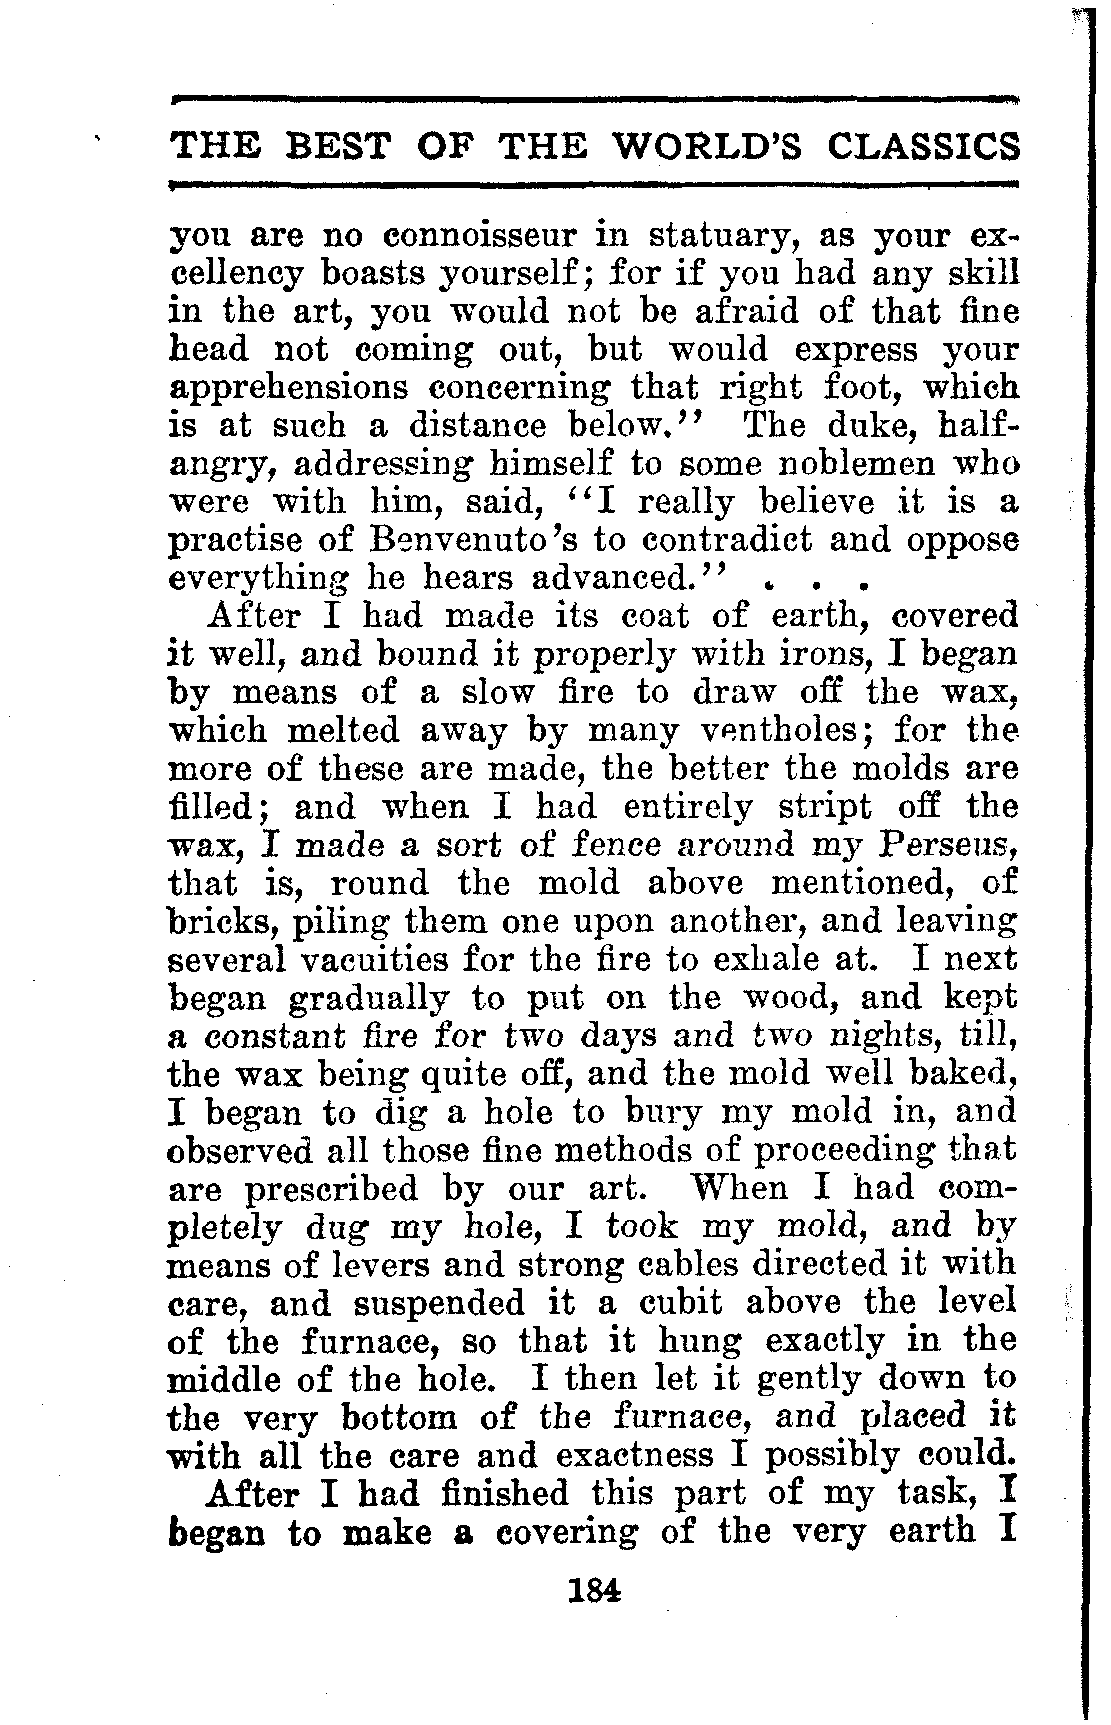 THE BEST OF THE WORLD'S CLASSICS
you are no connoisseur in statuary, as your ex-
cellency boasts yourself; for if you had any skill
in the art, you would not be afraid of that fine
head not coming out, but would express your
apprehensions concerning that right foot, which
is at such a distance below." The duke, half-
angry, addressing himself to some noblemen who
were with him, said, "I really believe it is a
practise of Benvenuto's to contradict and oppose
everything he hears advanced." . . .
After I had made its coat of earth, covered
it well, and bound it properly with irons, I began
by means of a slow fire to draw off the wax,
which melted away by many ventholes; for the
more of these are made, the better the molds are
filled; and when I had entirely stript off the
wax, I made a sort of fence around my Perseus,
that is, round the mold above mentioned, of
bricks, piling them one upon another, and leaving
several vacuities for the fire to exhale at. I next
began gradually to put on the wood, and kept
a constant fire for two days and two nights, till,
the wax being quite off, and the mold well baked,
I began to dig a hole to bury my mold in, and
observed all those fine methods of proceeding that
are prescribed by our art. When I had com-
pletely dug my hole, I took my mold, and by
means of levers and strong cables directed it with
care, and suspended it a cubit above the level
of the furnace, so that it hung exactly in the
middle of the hole. I then let it gently down to
the very bottom of the furnace, and placed it
with all the care and exactness I possibly could.
After I had finished this part of my task, I
began to make a covering of the very earth I
184